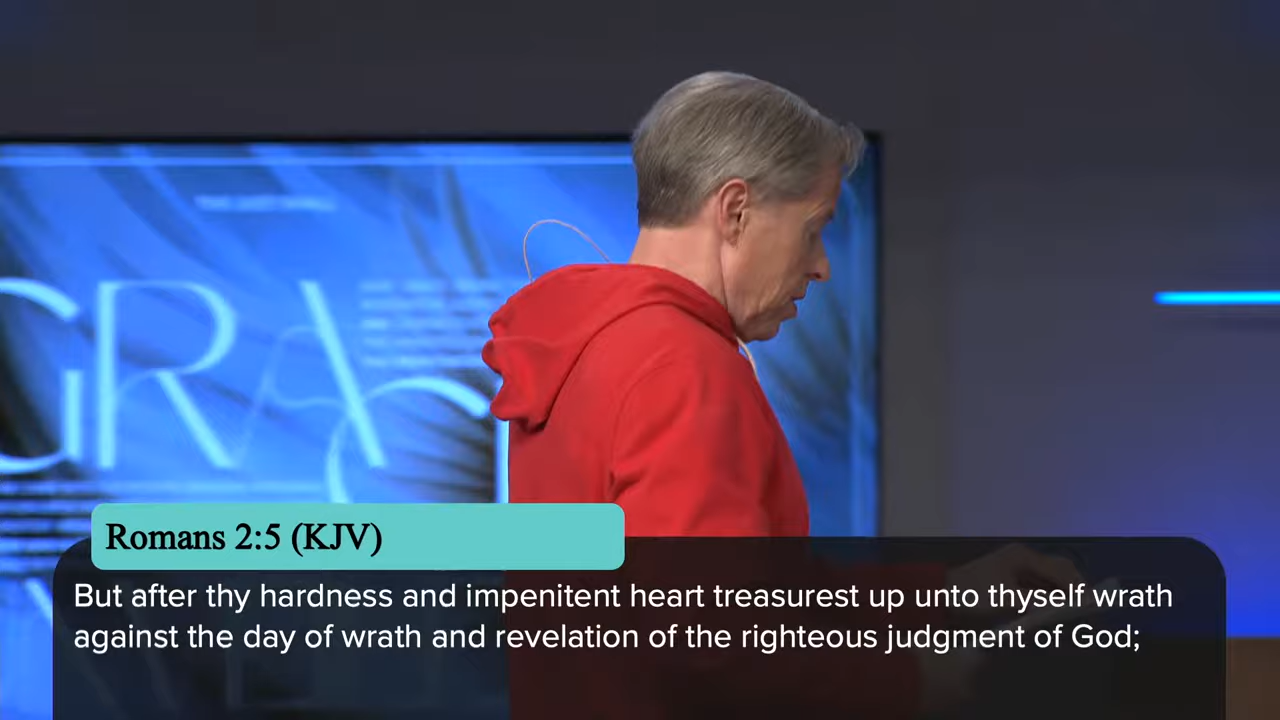 GRA
Romans 2:5 (KJV)
But after thy hardness and impenitent heart treasurest up unto thyself wrath
against the day of wrath and revelation of the righteous judgment of God;